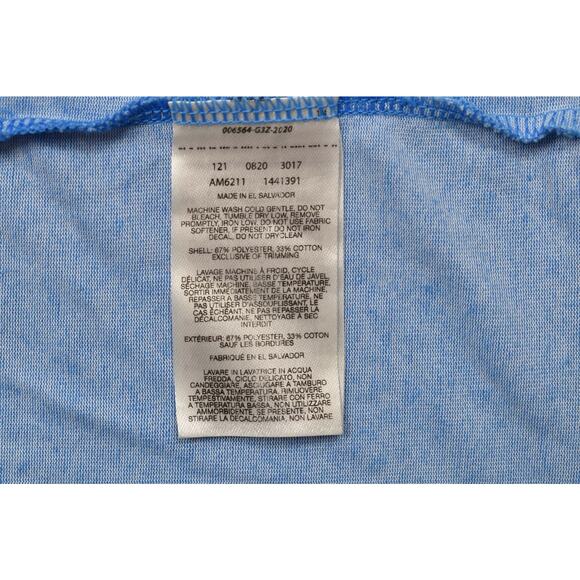 006564-G3Z-2020
121 0820 3017
AM6211 1441391
MADE IN EL SALVADOR
MACHINE WASH COLD GENTLE, DO NOT
BLEACH, TUMBLE DRY LOW, REMOVE
PROMPTLY, IRON LOW, DO NOT USE FABRIC
SOFTENER, IF PRESENT DO NOT IRON
DECAL, DO NOT DRYCLEAN
SHELL: 67% POLYESTER, 33% COTTON
EXCLUSIVE OF TRIMMING
LAVAGE MACHINE À FROID, CYCLE
DÉLICAT, NE PAS UTILISER D'EAU DE JAVEL,
SÉCHAGE MACHINE, BASSE TEMPÉRATURE,
SORTIR IMMÉDIATEMENT DE LA MACHINE,
REPASSER À BASSE TEMPÉRATURE, NE
PAS UTILISER D'ASSOUPLISSANT, LE
CAS ÉCHÉANT, NE PAS REPASSER LA
DÉCALCOMANIE, NETTOYAGE À SEC
INTERDIT
EXTÉRIEUR: 67% POLYESTER, 33% COTON
SAUF LES BORDURES
FABRIQUÉ EN EL SALVADOR
LAVARE IN LAVATRICE IN ACQUA
FREDDA, CICLO DELICATO, NON
CANDEGGIARE, ASCIUGARE A TAMBURO
A BASSA TEMPERATURA, RIMUOVERE
TEMPESTIVAMENTE, STIRARE CON FERRO
A TEMPERATURA BASSA, NON UTILIZZARE
AMMORBIDENTE, SE PRESENTE, NON
STIRARE LA DECALCOMANIA, NON LAVARE